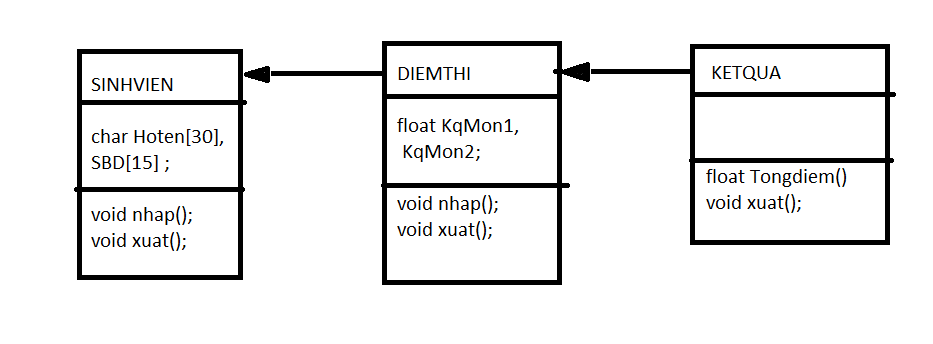 SINHVIEN
char Hoten[30],
SBD[15] ;
void nhap();
void xuat();
DIEMTHI
float KqMon1,
KqMon2;
void nhap();
void xuat();
KETQUA
float Tongdiem()
void xuat();